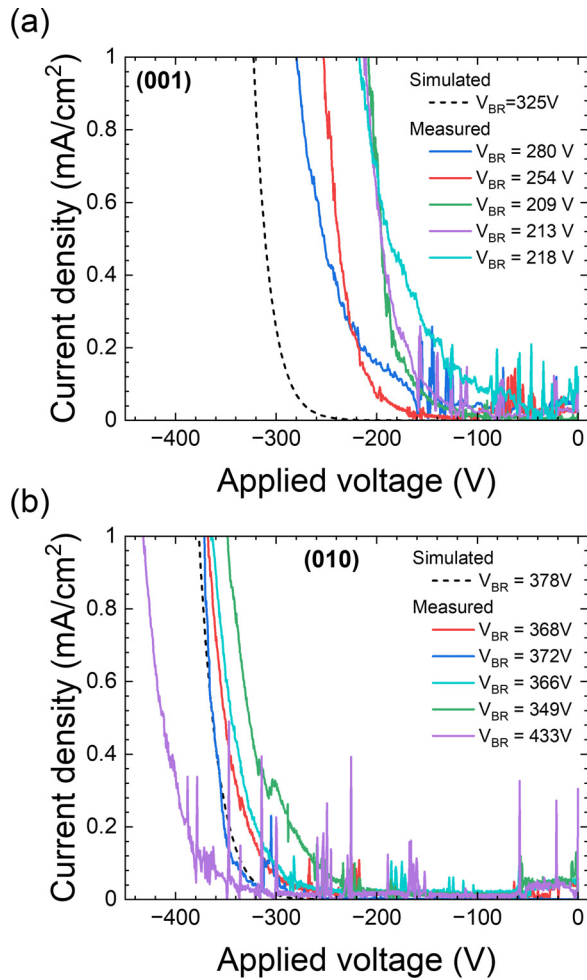 (a)
(001)
Simulated
V_BR=325V
Measured
V_BR = 280 V
V_BR = 254 V
V_BR = 209 V
V_BR = 213 V
V_BR = 218 V
Current density (mA/cm²)
1
0.8
0.6
0.4
0.2
0
−400 −300 −200 −100 0
Applied voltage (V)
(b)
(010)
Simulated
V_BR = 378V
Measured
V_BR = 368V
V_BR = 372V
V_BR = 366V
V_BR = 349V
V_BR = 433V
Current density (mA/cm²)
1
0.8
0.6
0.4
0.2
0
−400 −300 −200 −100 0
Applied voltage (V)